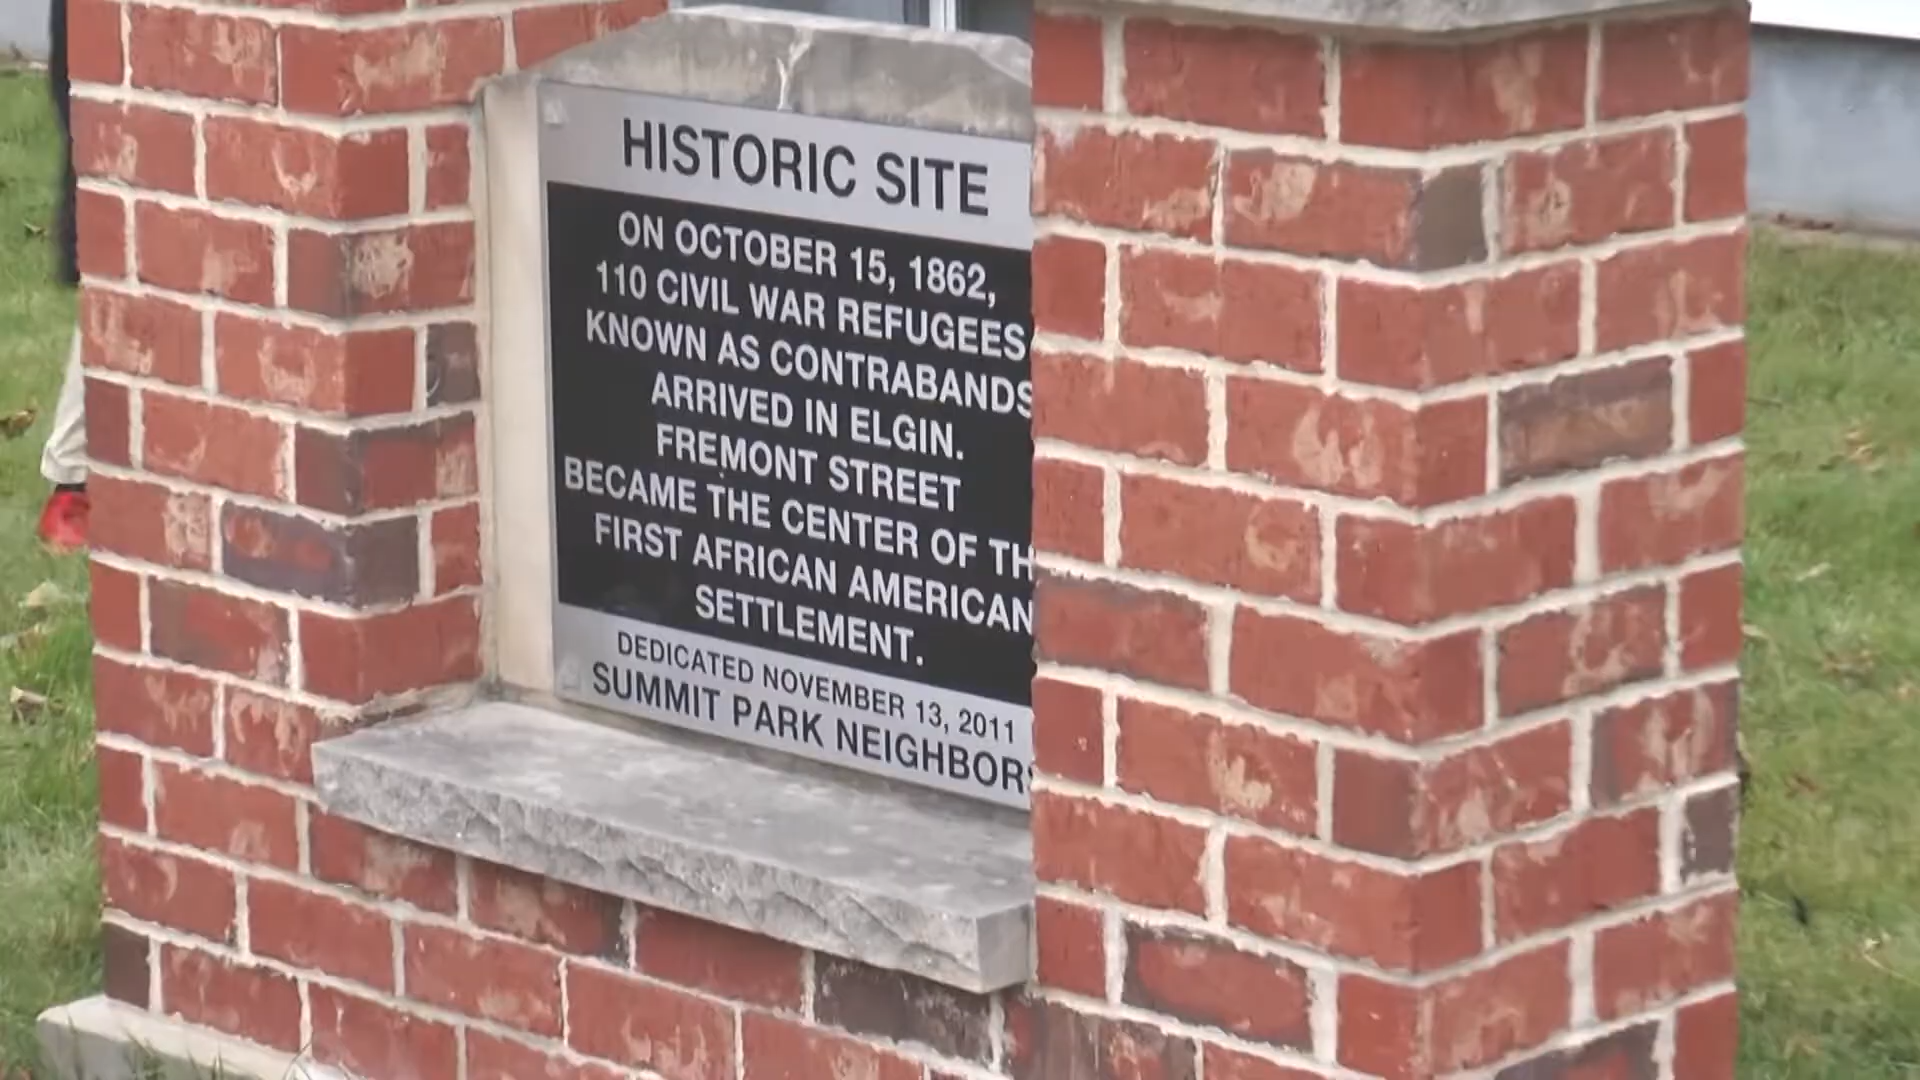 HISTORIC SITE
ON OCTOBER 15, 1862,
110 CIVIL WAR REFUGEES
KNOWN AS CONTRABANDS
ARRIVED IN ELGIN.
FREMONT STREET
BECAME THE CENTER OF TH
FIRST AFRICAN AMERICAN
SETTLEMENT.
DEDICATED NOVEMBER 13, 2011
SUMMIT PARK NEIGHBORS